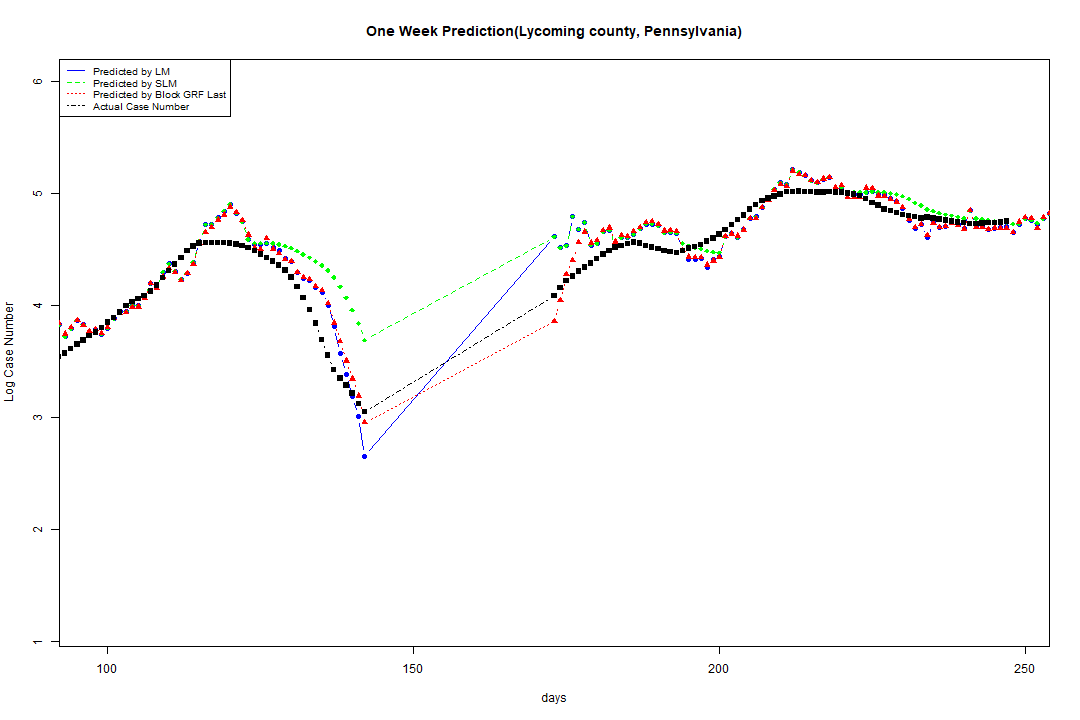 One Week Prediction(Lycoming county, Pennsylvania)
Predicted by LM
Predicted by SLM
Predicted by Block GRF Last
Actual Case Number
6
5
4
3
2
1
Log Case Number
100 150 200 250
days